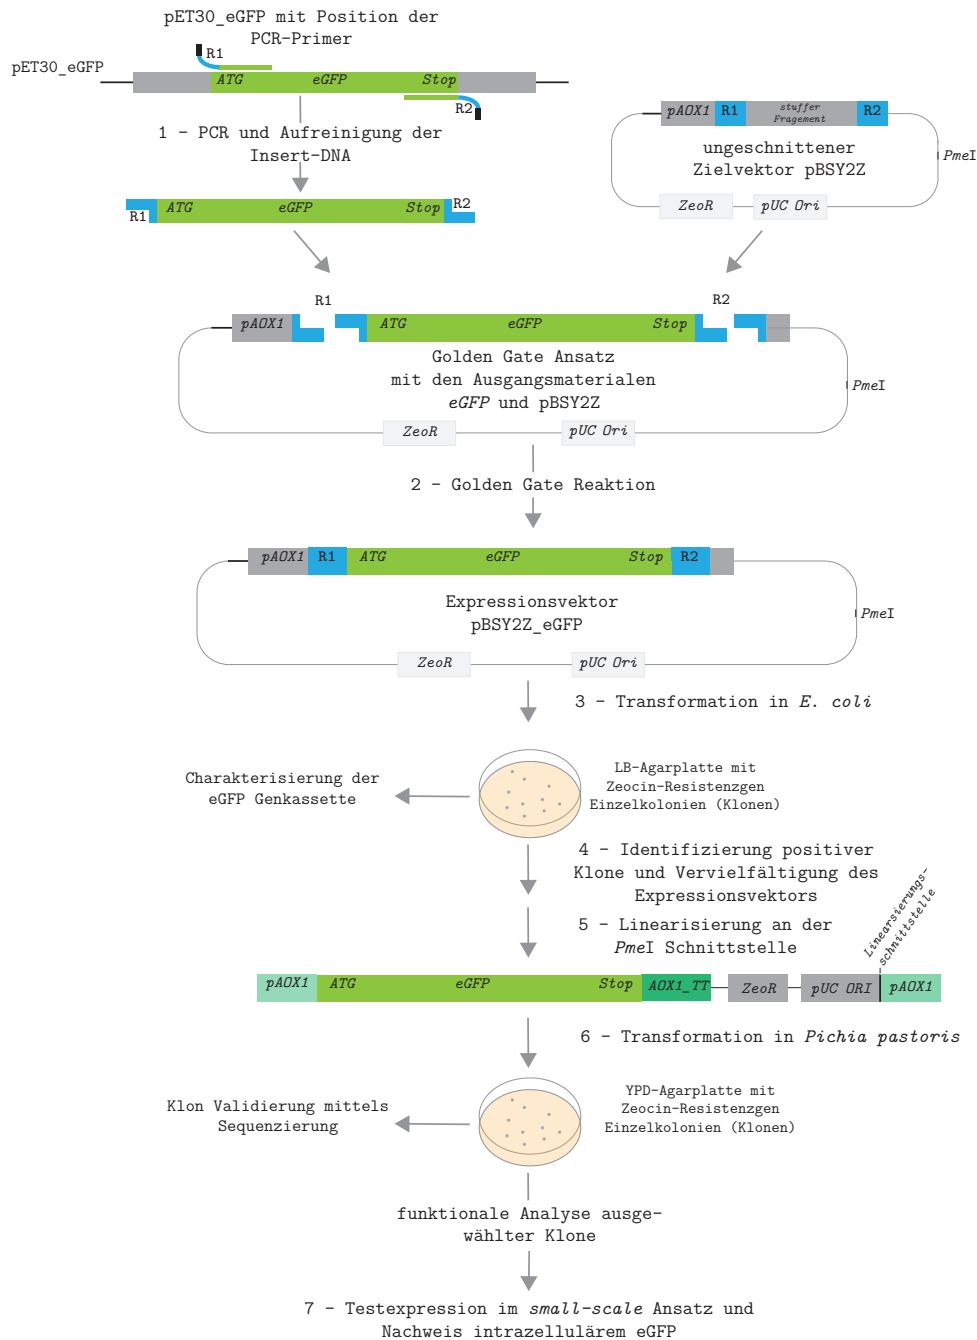 pET30_eGFP mit Position der
PCR-Primer
R1
pET30_eGFP
ATG eGFP Stop
R2
pAOX1 R1 stuffer R2
Fragement
1 - PCR und Aufreinigung der
Insert-DNA
ungeschnittener
Zielvektor pBSY2Z
PmeI
ZeoR pUC Ori
R1 ATG eGFP Stop R2
R1 R2
pAOX1 ATG eGFP Stop
Golden Gate Ansatz
mit den Ausgangsmaterialen
eGFP und pBSY2Z
PmeI
ZeoR pUC Ori
2 - Golden Gate Reaktion
pAOX1 R1 ATG eGFP Stop R2
Expressionsvektor
pBSY2Z_eGFP
PmeI
ZeoR pUC Ori
3 - Transformation in E. coli
Charakterisierung der
eGFP Genkassette
LB-Agarplatte mit
Zeocin-Resistenzgen
Einzelkolonien (Klonen)
4 - Identifizierung positiver
Klone und Vervielfältigung des
Expressionsvektors
5 - Linearisierung an der
PmeI Schnittstelle
Linearsierungs-
schnittstelle
pAOX1 ATG eGFP Stop AOX1_TT ZeoR pUC ORI pAOX1
6 - Transformation in Pichia pastoris
Klon Validierung mittels
Sequenzierung
YPD-Agarplatte mit
Zeocin-Resistenzgen
Einzelkolonien (Klonen)
funktionale Analyse ausge-
wählter Klone
7 - Testexpression im small-scale Ansatz und
Nachweis intrazellulärem eGFP